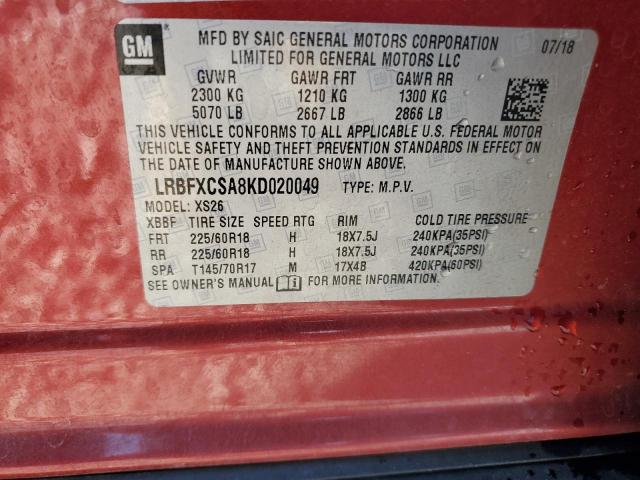 GM
MFD BY SAIC GENERAL MOTORS CORPORATION 07/18
LIMITED FOR GENERAL MOTORS LLC
GVWR GAWR FRT GAWR RR
2300 KG 1210 KG 1300 KG
5070 LB 2667 LB 2866 LB
THIS VEHICLE CONFORMS TO ALL APPLICABLE U.S. FEDERAL MOTOR
VEHICLE SAFETY AND THEFT PREVENTION STANDARDS IN EFFECT ON
THE DATE OF MANUFACTURE SHOWN ABOVE.
LRBFXCSA8KD020049 TYPE: M.P.V.
MODEL: XS26
XBBF TIRE SIZE SPEED RTG RIM COLD TIRE PRESSURE
FRT 225/60R18 H 18X7.5J 240KPA(35PSI)
RR 225/60R18 H 18X7.5J 240KPA(35PSI)
SPA T145/70R17 M 17X4B 420KPA(60PSI)
SEE OWNER'S MANUAL FOR MORE INFORMATION